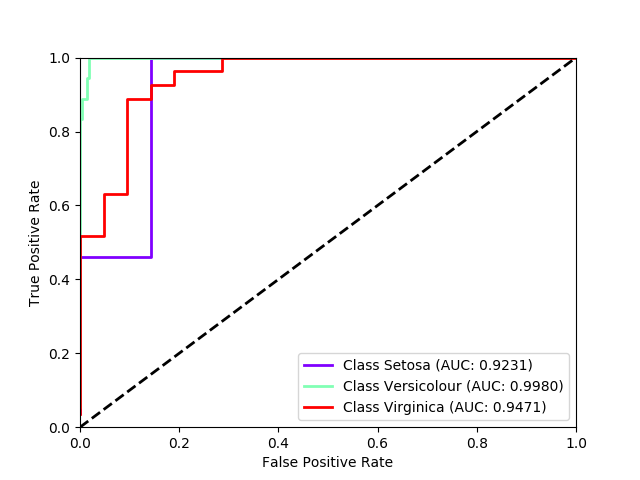 1.0
0.8
0.6
0.4
0.2
0.0
True Positive Rate
Class Setosa (AUC: 0.9231)
Class Versicolour (AUC: 0.9980)
Class Virginica (AUC: 0.9471)
0.0 0.2 0.4 0.6 0.8 1.0
False Positive Rate